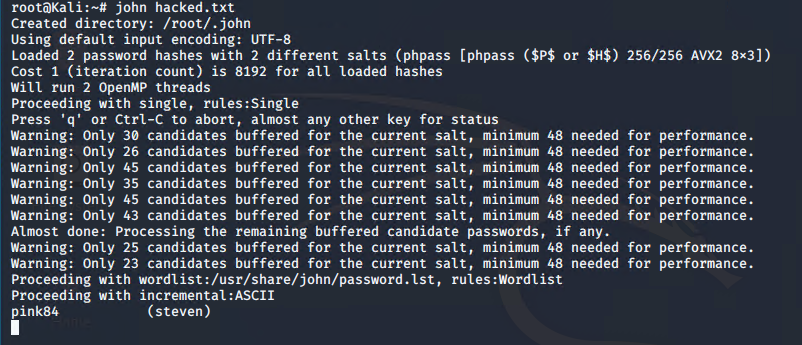 root@Kali:~# john hacked.txt
Created directory: /root/.john
Using default input encoding: UTF-8
Loaded 2 password hashes with 2 different salts (phpass [phpass ($P$ or $H$) 256/256 AVX2 8×3])
Cost 1 (iteration count) is 8192 for all loaded hashes
Will run 2 OpenMP threads
Proceeding with single, rules:Single
Press 'q' or Ctrl-C to abort, almost any other key for status
Warning: Only 30 candidates buffered for the current salt, minimum 48 needed for performance.
Warning: Only 26 candidates buffered for the current salt, minimum 48 needed for performance.
Warning: Only 45 candidates buffered for the current salt, minimum 48 needed for performance.
Warning: Only 35 candidates buffered for the current salt, minimum 48 needed for performance.
Warning: Only 45 candidates buffered for the current salt, minimum 48 needed for performance.
Warning: Only 43 candidates buffered for the current salt, minimum 48 needed for performance.
Almost done: Processing the remaining buffered candidate passwords, if any.
Warning: Only 25 candidates buffered for the current salt, minimum 48 needed for performance.
Warning: Only 23 candidates buffered for the current salt, minimum 48 needed for performance.
Proceeding with wordlist:/usr/share/john/password.lst, rules:Wordlist
Proceeding with incremental:ASCII
pink84           (steven)